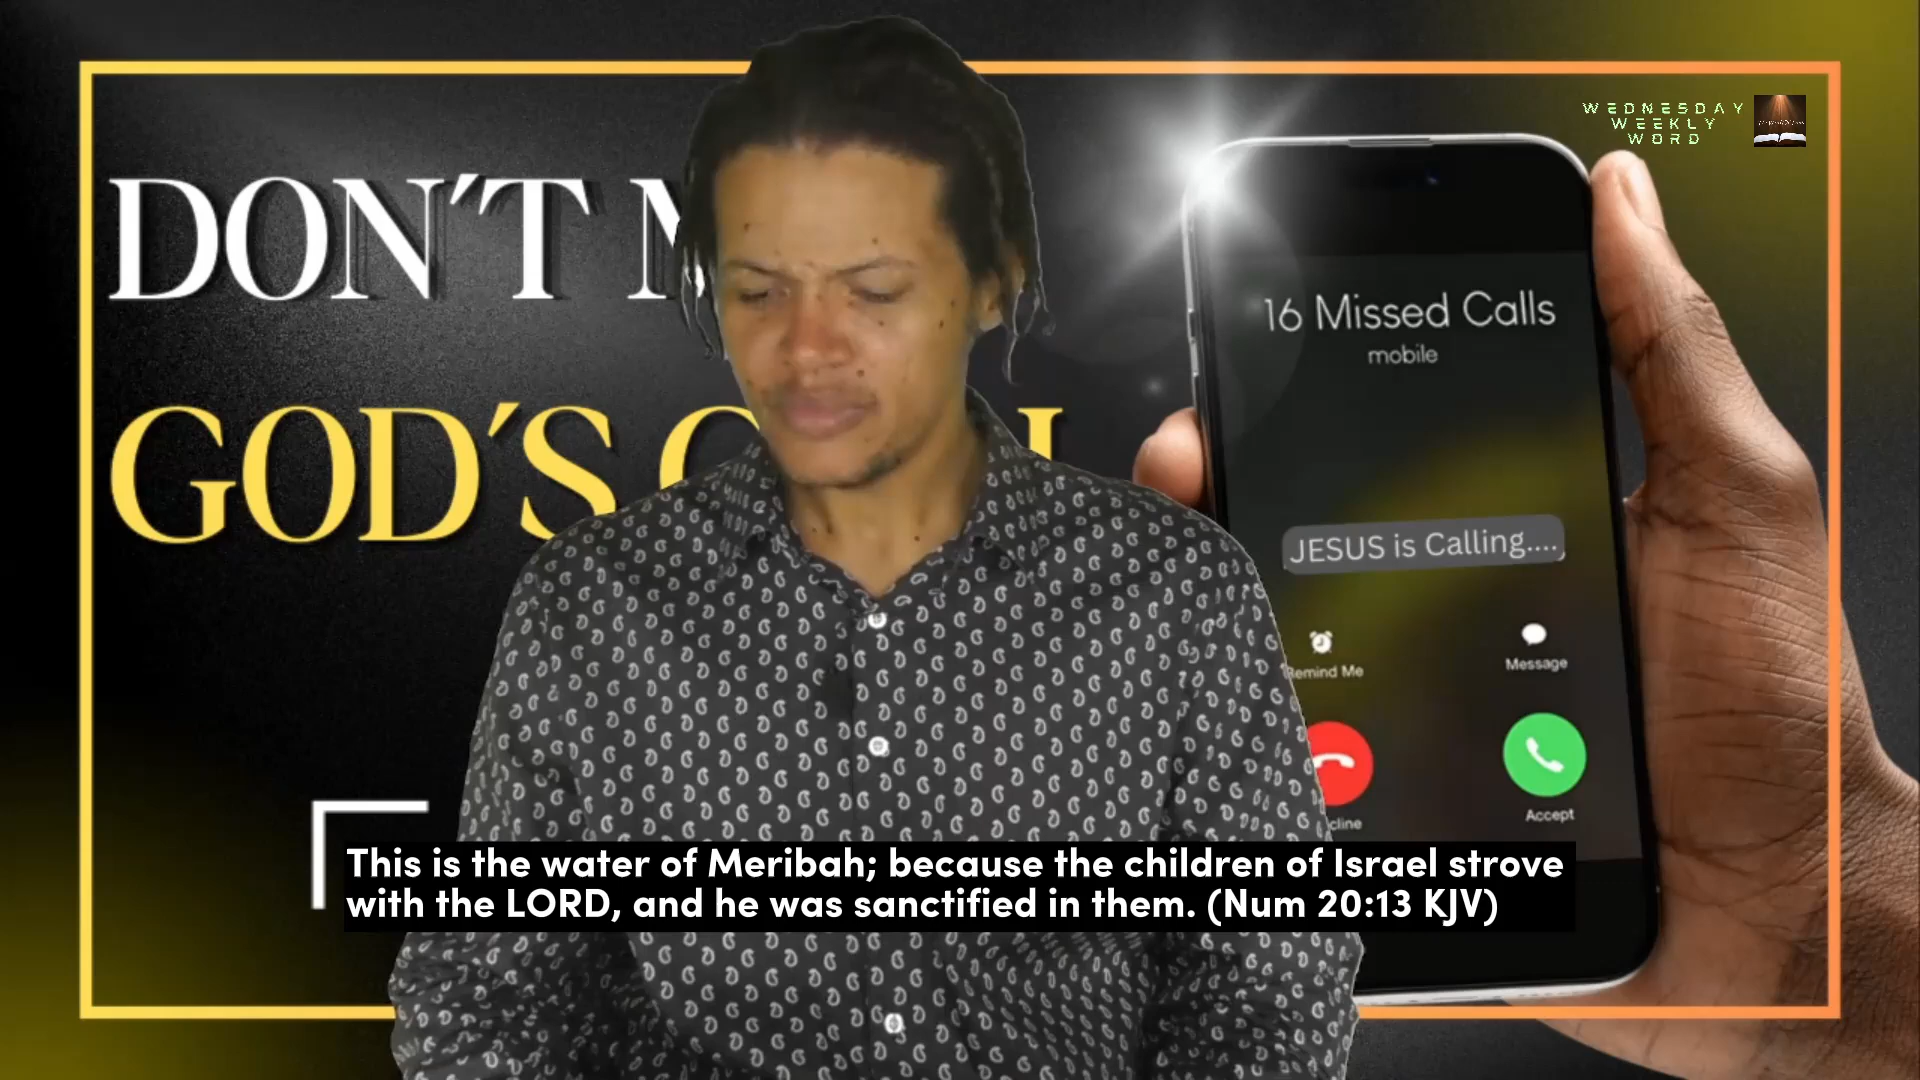 WEDNESDAY
WEEKLY
WORD
DON'T
GOD'S
16 Missed Calls
mobile
JESUS is Calling....
Remind Me
Message
Accept
This is the water of Meribah; because the children of Israel strove
with the LORD, and he was sanctified in them. (Num 20:13 KJV)